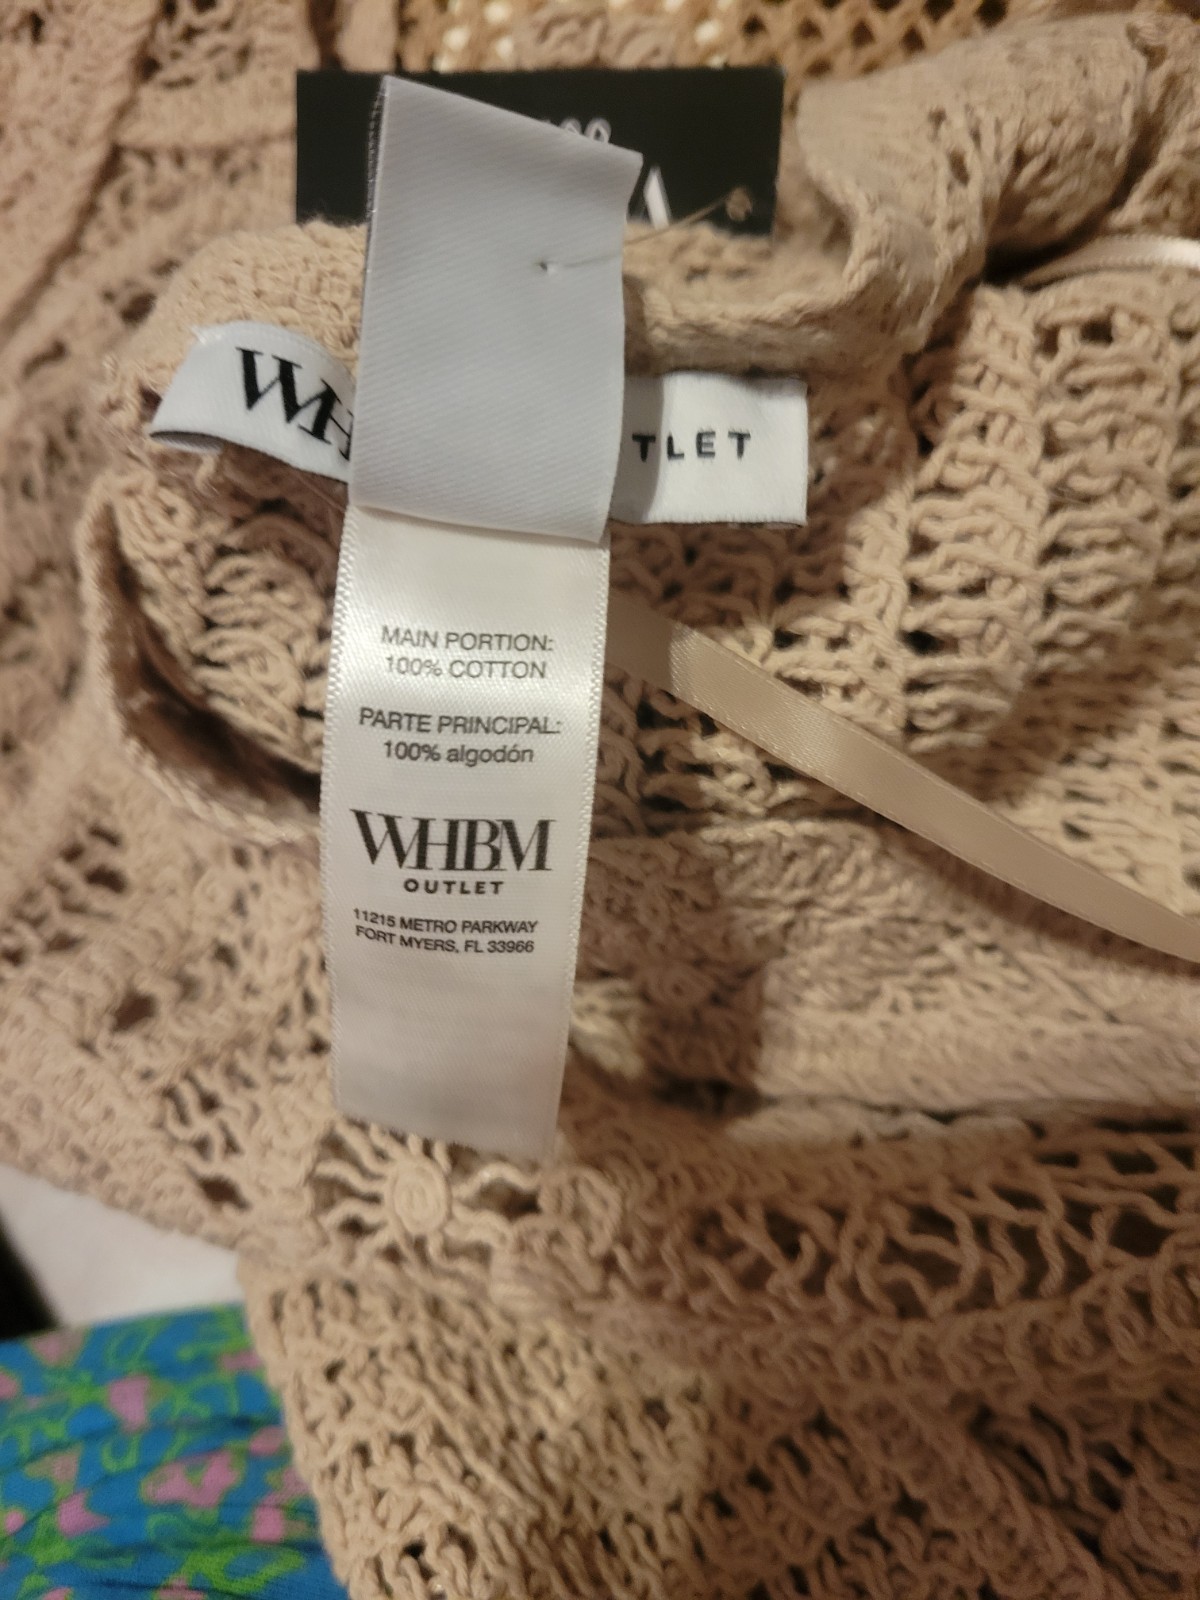 WH
TLET
MAIN PORTION:
100% COTTON
PARTE PRINCIPAL:
100% algodón
WHBM
OUTLET
11215 METRO PARKWAY
FORT MYERS, FL 33966